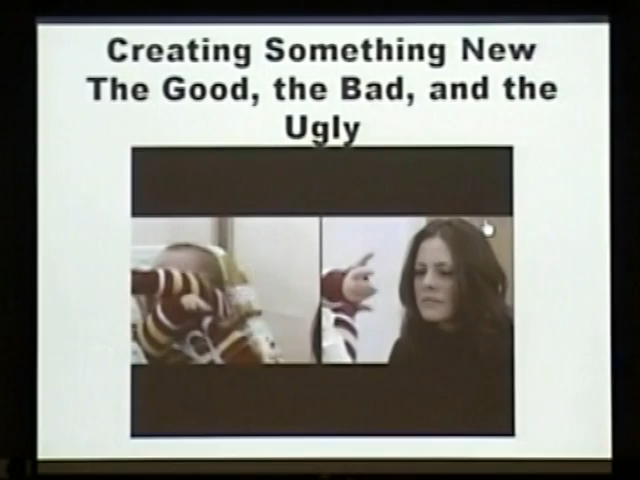 Creating Something New
The Good, the Bad, and the
Ugly